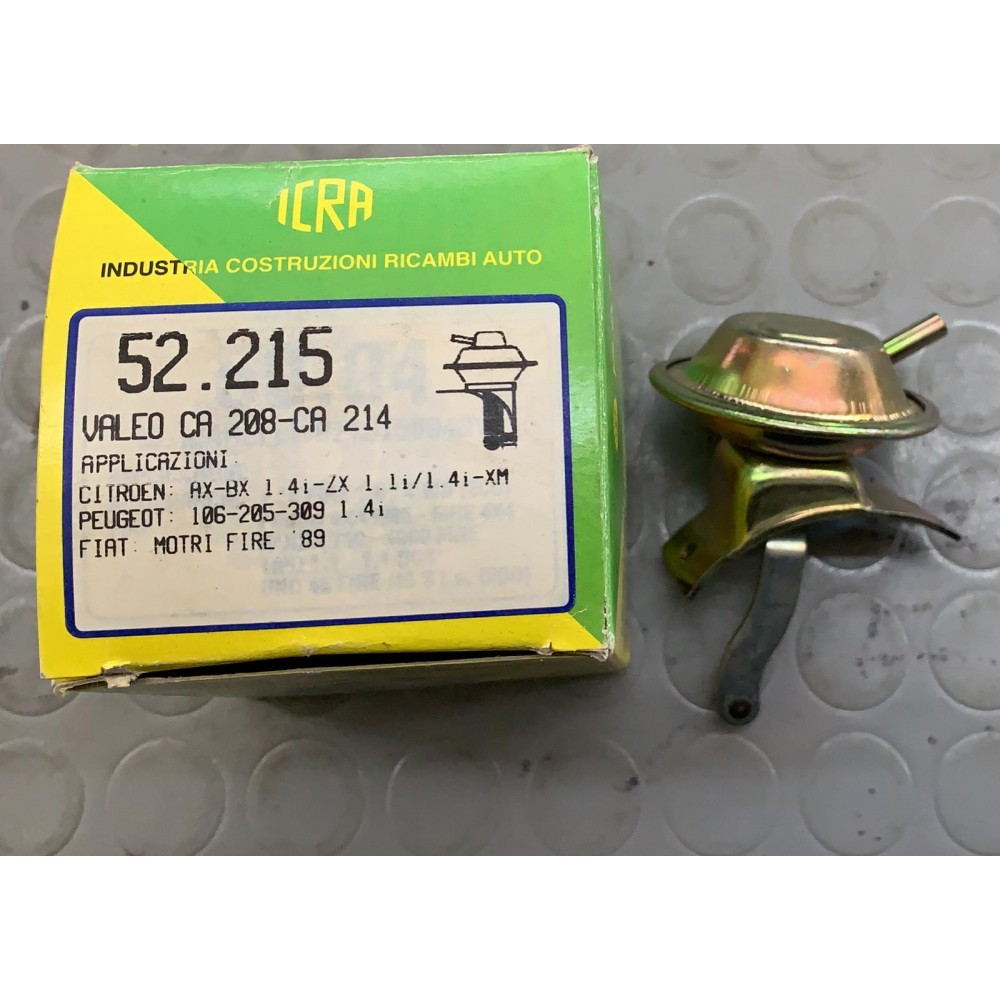 ICRA
INDUSTRIA COSTRUZIONI RICAMBI AUTO
52.215
VALEO CA 208-CA 214
APPLICAZIONI
CITROEN: AX-BX 1.4i-ZX 1.1i/1.4i-XM
PEUGEOT: 106-205-309 1.4i
FIAT: MOTRI FIRE '89